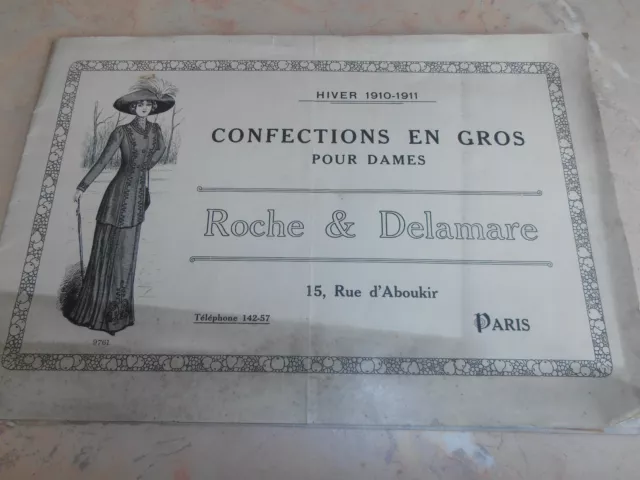 HIVER 1910-1911
CONFECTIONS EN GROS
POUR DAMES
Roche & Delamare
15, Rue d'Aboukir
Téléphone 142-57
PARIS
9761